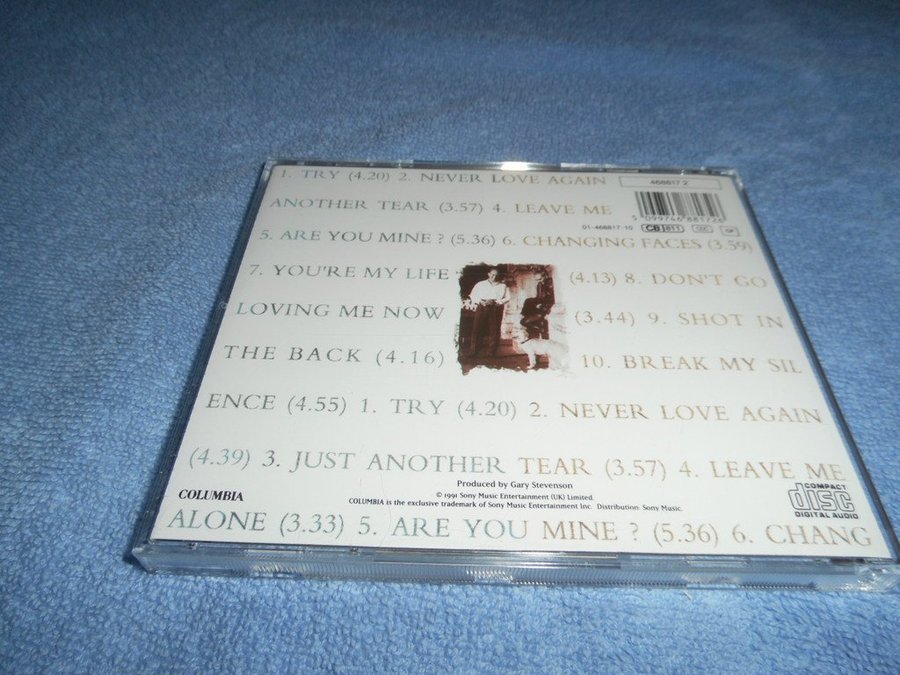 1. TRY (4.20) 2. NEVER LOVE AGAIN
468817 2
ANOTHER TEAR (3.57) 4. LEAVE ME
5 099746 881726
01-468817-10
CB 811
5. ARE YOU MINE ? (5.36) 6. CHANGING FACES (3.59)
7. YOU'RE MY LIFE (4.13) 8. DON'T GO
LOVING ME NOW (3.44) 9. SHOT IN
THE BACK (4.16) 10. BREAK MY SIL
ENCE (4.55) 1. TRY (4.20) 2. NEVER LOVE AGAIN
(4.39) 3. JUST ANOTHER TEAR (3.57) 4. LEAVE ME
Produced by Gary Stevenson
COLUMBIA
© 1991 Sony Music Entertainment (UK) Limited.
COLUMBIA is the exclusive trademark of Sony Music Entertainment Inc. Distribution: Sony Music.
COMPACT
disc
DIGITAL AUDIO
ALONE (3.33) 5. ARE YOU MINE ? (5.36) 6. CHANG